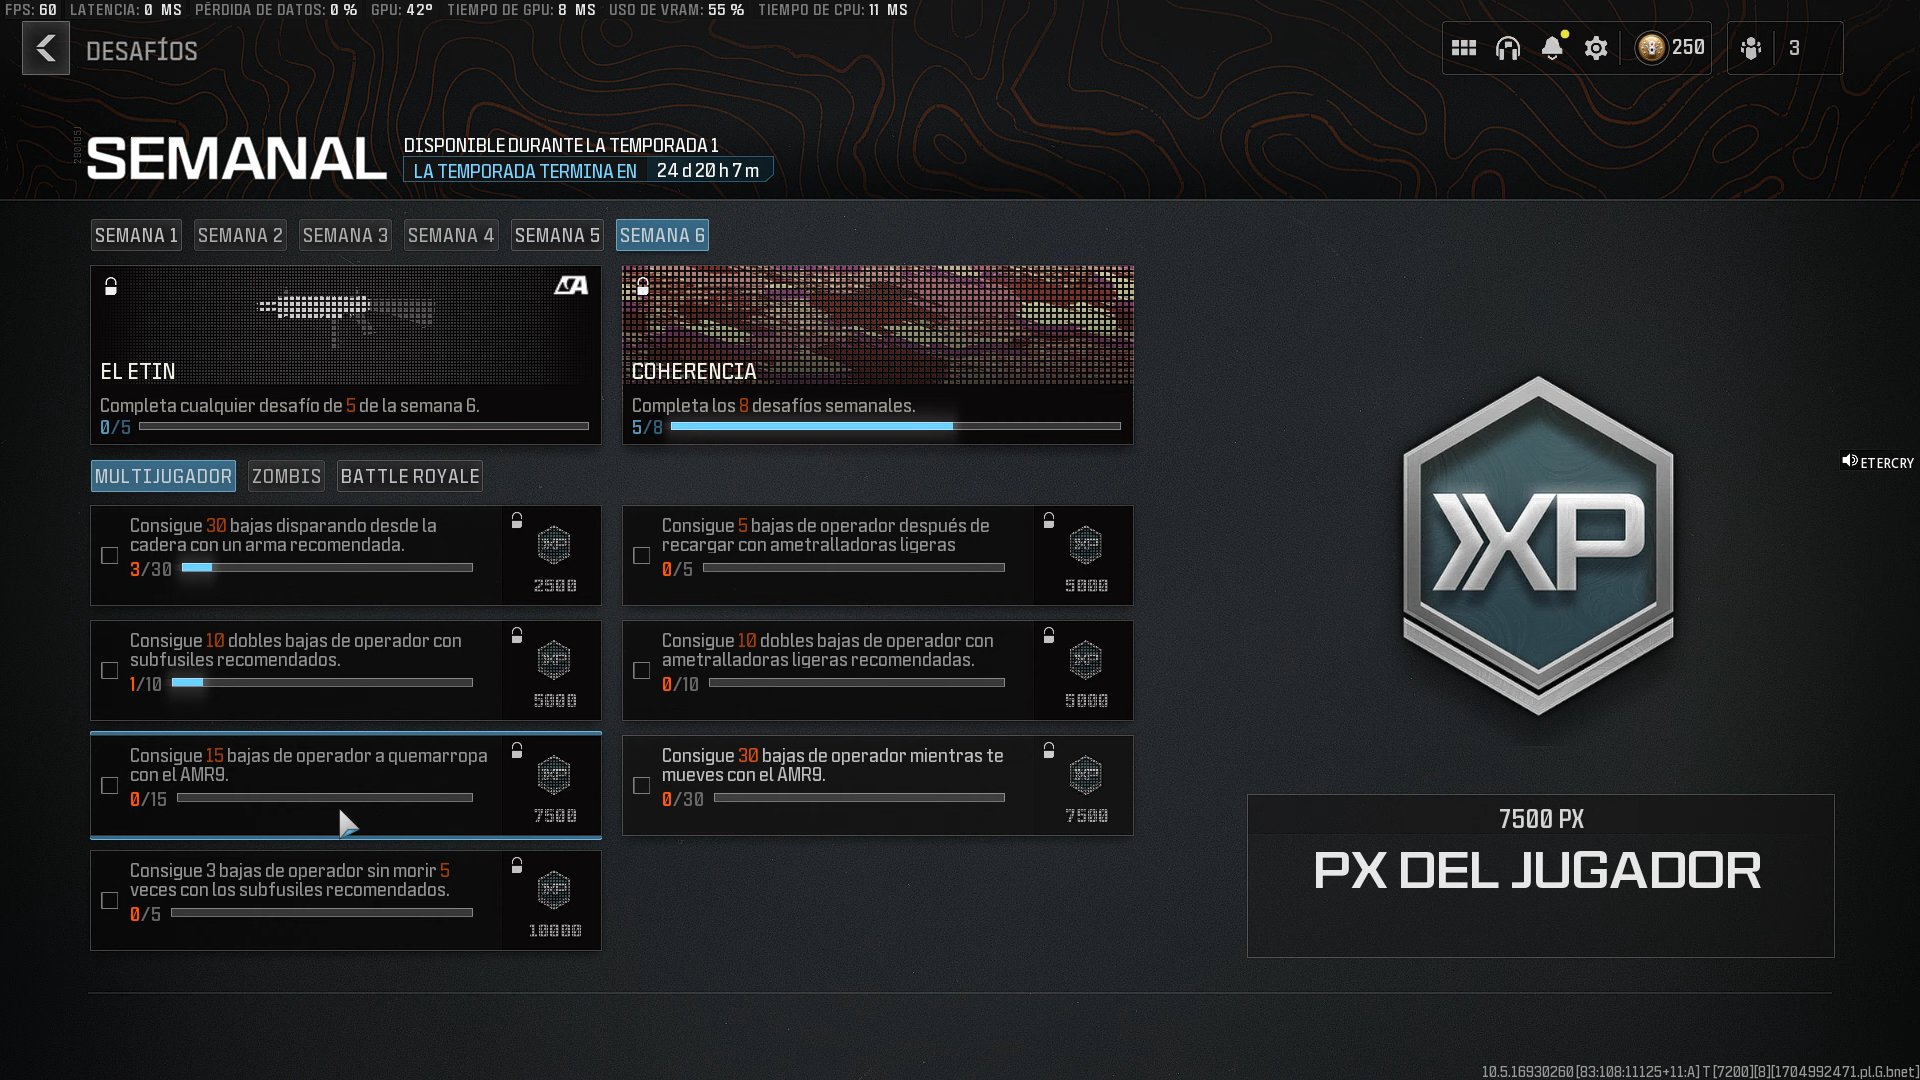 FPS: 60 LATENCIA: 0 MS PÉRDIDA DE DATOS: 0 % GPU: 42° TIEMPO DE GPU: 8 MS USO DE VRAM: 55 % TIEMPO DE CPU: 11 MS
DESAFÍOS
250
3
SEMANAL
DISPONIBLE DURANTE LA TEMPORADA 1
LA TEMPORADA TERMINA EN 24 d 20 h 7 m
SEMANA 1 SEMANA 2 SEMANA 3 SEMANA 4 SEMANA 5 SEMANA 6
EL ETIN
Completa cualquier desafío de 5 de la semana 6.
0/5
COHERENCIA
Completa los 8 desafíos semanales.
5/8
ETERCRY
MULTIJUGADOR ZOMBIS BATTLE ROYALE
Consigue 30 bajas disparando desde la
cadera con un arma recomendada.
3/30
XP
2500
Consigue 5 bajas de operador después de
recargar con ametralladoras ligeras
0/5
XP
5000
Consigue 10 dobles bajas de operador con
subfusiles recomendados.
1/10
XP
5000
Consigue 10 dobles bajas de operador con
ametralladoras ligeras recomendadas.
0/10
XP
5000
Consigue 15 bajas de operador a quemarropa
con el AMR9.
0/15
XP
7500
Consigue 30 bajas de operador mientras te
mueves con el AMR9.
0/30
XP
7500
Consigue 3 bajas de operador sin morir 5
veces con los subfusiles recomendados.
0/5
XP
10000
XP
7500 PX
PX DEL JUGADOR
10.5.16930260[83:108:11125+11:A] T [7200][8][1704992471.pl.G.bnet]